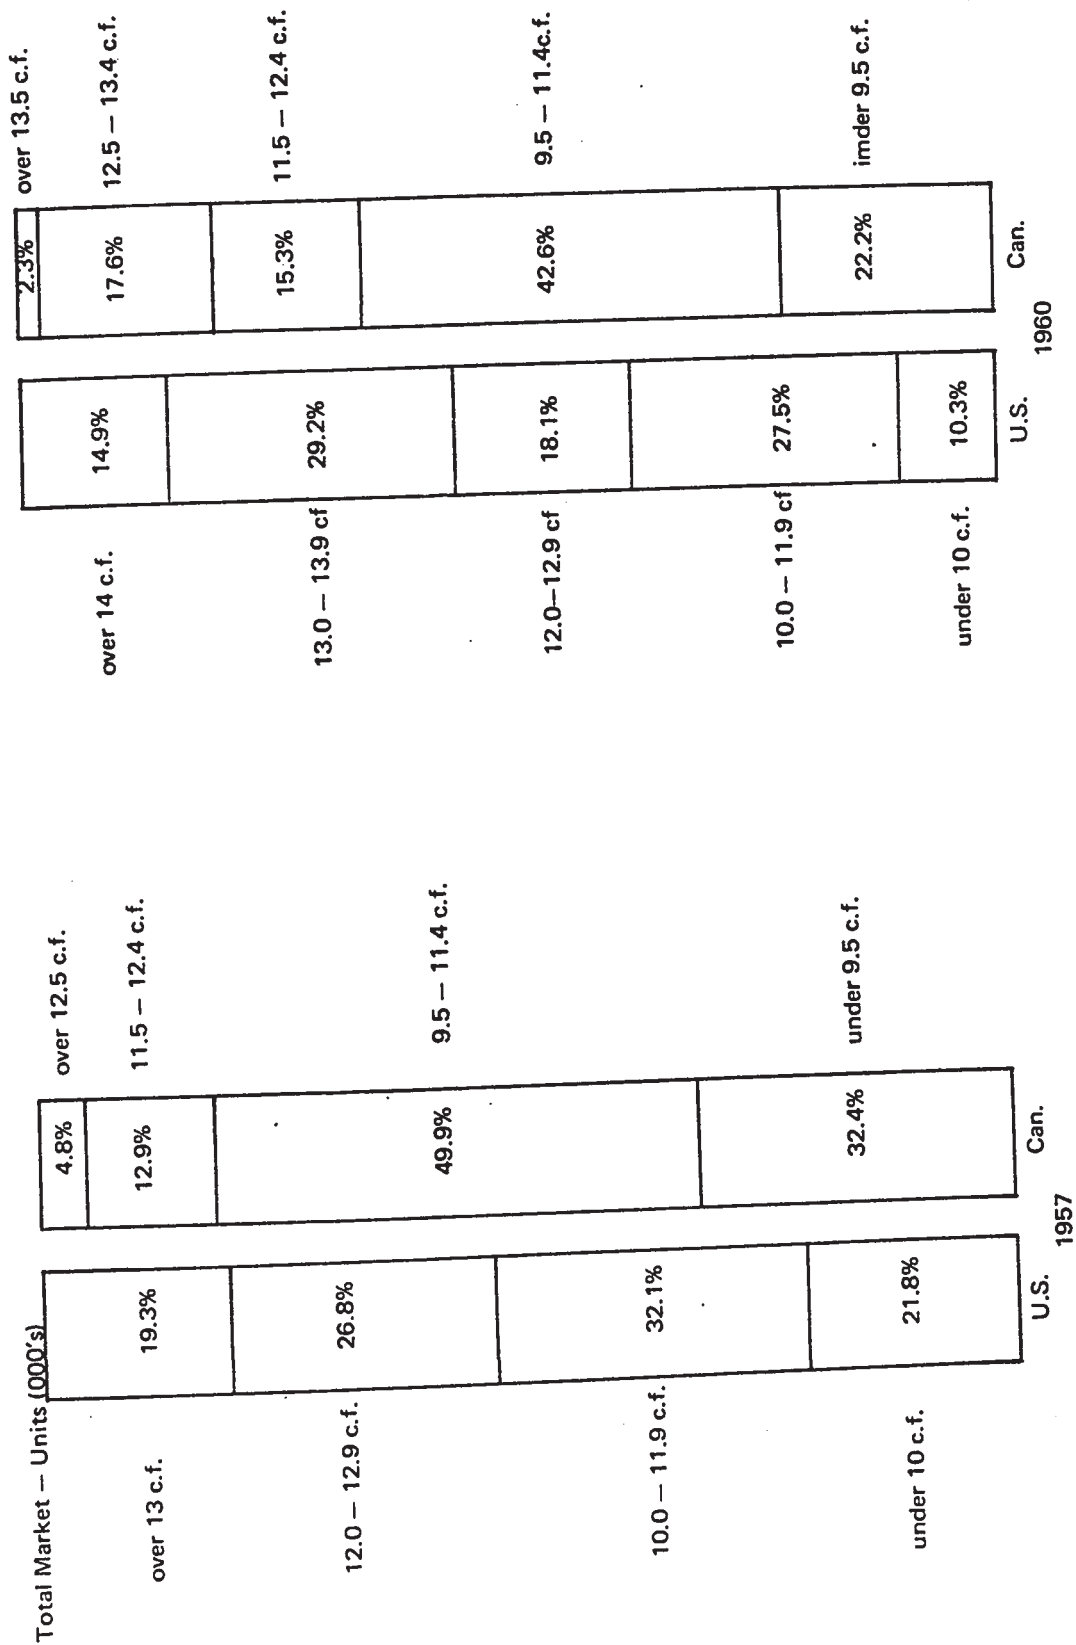 Total Market — Units (000's)
over 13 c.f.
12.0 — 12.9 c.f.
10.0 — 11.9 c.f.
under 10 c.f.
19.3%
26.8%
32.1%
21.8%
U.S.
4.8%
12.9%
49.9%
32.4%
Can.
over 12.5 c.f.
11.5 — 12.4 c.f.
9.5 — 11.4 c.f.
under 9.5 c.f.
1957
over 14 c.f.
13.0 — 13.9 cf
12.0—12.9 cf
10.0 — 11.9 cf
under 10 c.f.
14.9%
29.2%
18.1%
27.5%
10.3%
U.S.
2.3%
17.6%
15.3%
42.6%
22.2%
Can.
over 13.5 c.f.
12.5 — 13.4 c.f.
11.5 — 12.4 c.f.
9.5 — 11.4c.f.
imder 9.5 c.f.
1960